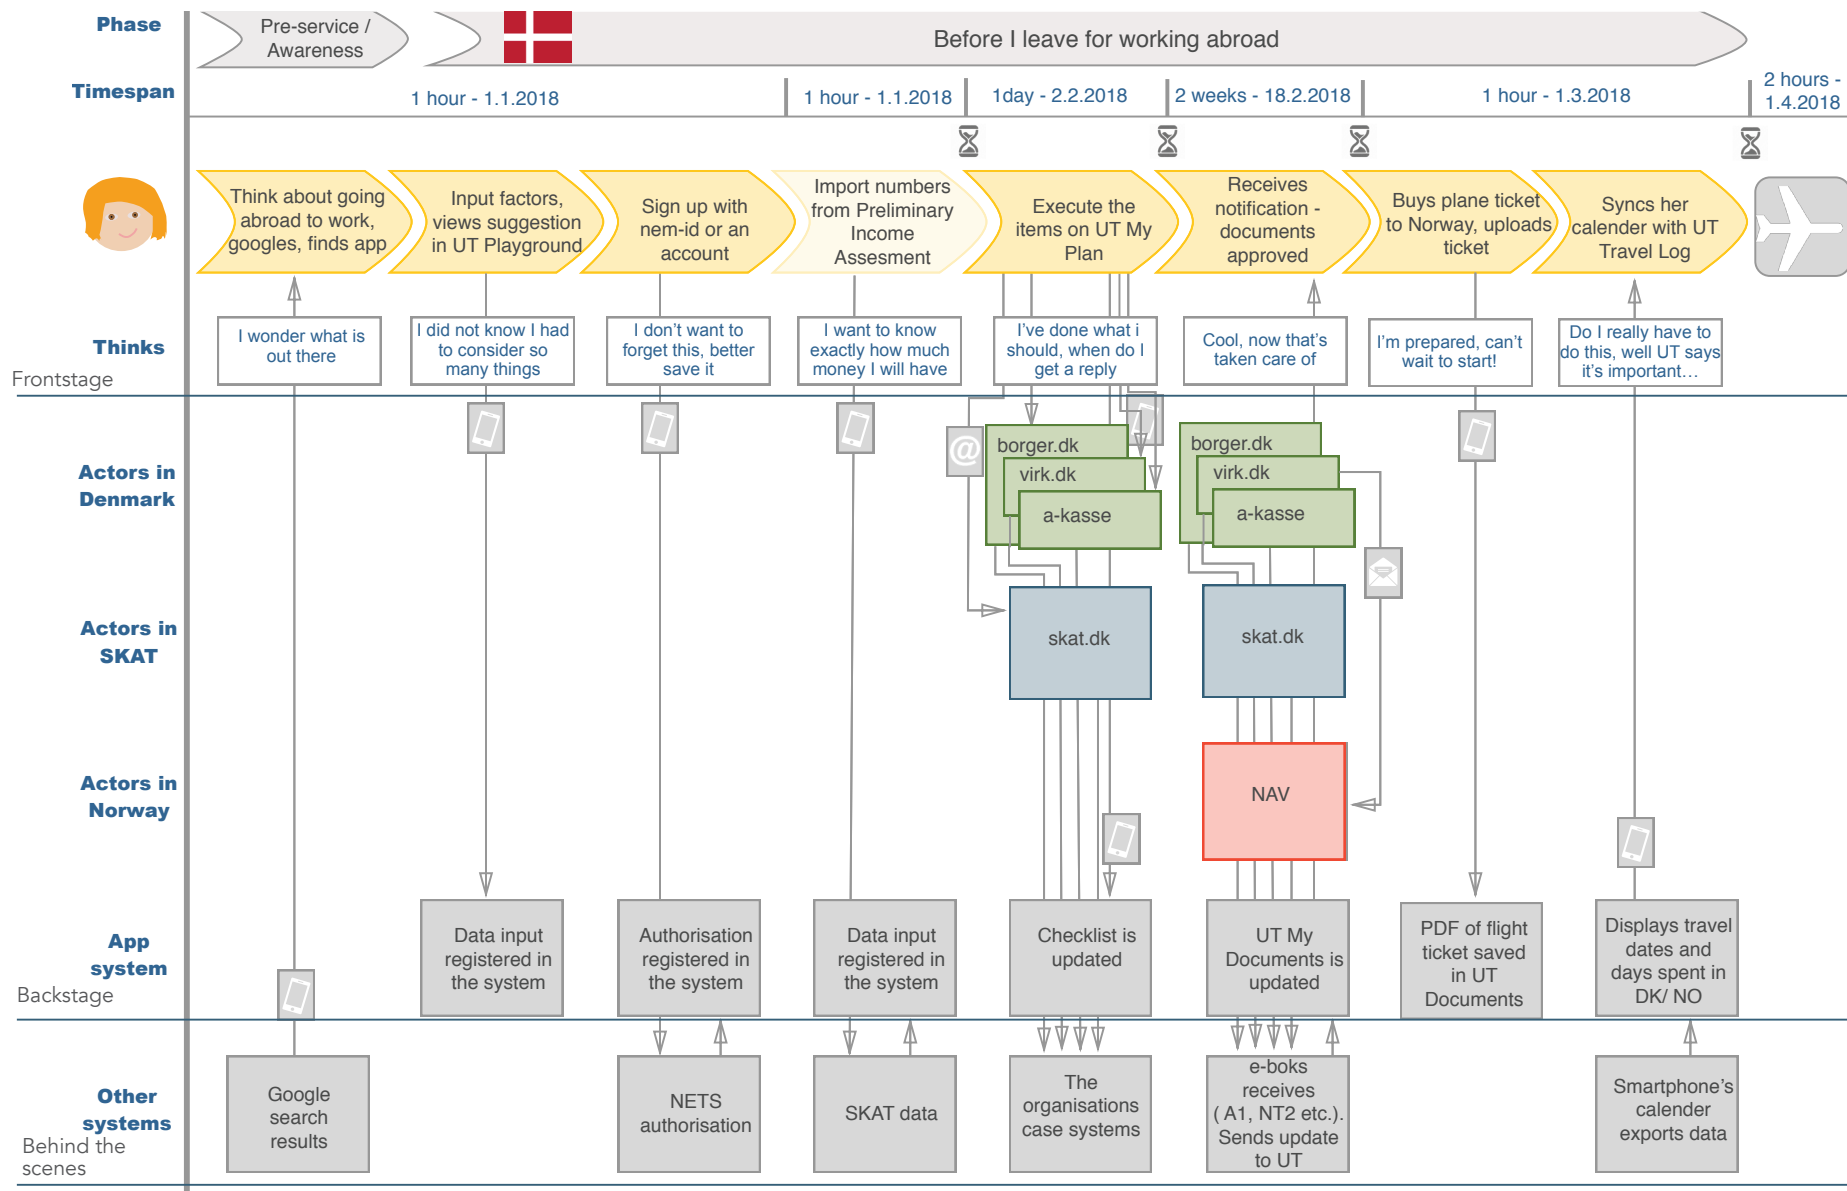 Phase
Pre-service /
Awareness
Before I leave for working abroad
Timespan
1 hour - 1.1.2018
1 hour - 1.1.2018
1day - 2.2.2018
2 weeks - 18.2.2018
1 hour - 1.3.2018
2 hours -
1.4.2018
Think about going
abroad to work,
googles, finds app
Input factors,
views suggestion
in UT Playground
Sign up with
nem-id or an
account
Import numbers
from Preliminary
Income
Assesment
Execute the
items on UT My
Plan
Receives
notification -
documents
approved
Buys plane ticket
to Norway, uploads
ticket
Syncs her
calender with UT
Travel Log
Thinks
I wonder what is
out there
I did not know I had
to consider so
many things
I don't want to
forget this, better
save it
I want to know
exactly how much
money I will have
I've done what i
should, when do I
get a reply
Cool, now that's
taken care of
I'm prepared, can't
wait to start!
Do I really have to
do this, well UT says
it's important…
Frontstage
Actors in
Denmark
@
borger.dk
virk.dk
a-kasse
borger.dk
virk.dk
a-kasse
Actors in
SKAT
skat.dk
skat.dk
Actors in
Norway
NAV
App
system
Data input
registered in
the system
Authorisation
registered in
the system
Data input
registered in
the system
Checklist is
updated
UT My
Documents is
updated
PDF of flight
ticket saved
in UT
Documents
Displays travel
dates and
days spent in
DK/ NO
Backstage
Other
systems
Google
search
results
NETS
authorisation
SKAT data
The
organisations
case systems
e-boks
receives
( A1, NT2 etc.).
Sends update
to UT
Smartphone's
calender
exports data
Behind the
scenes